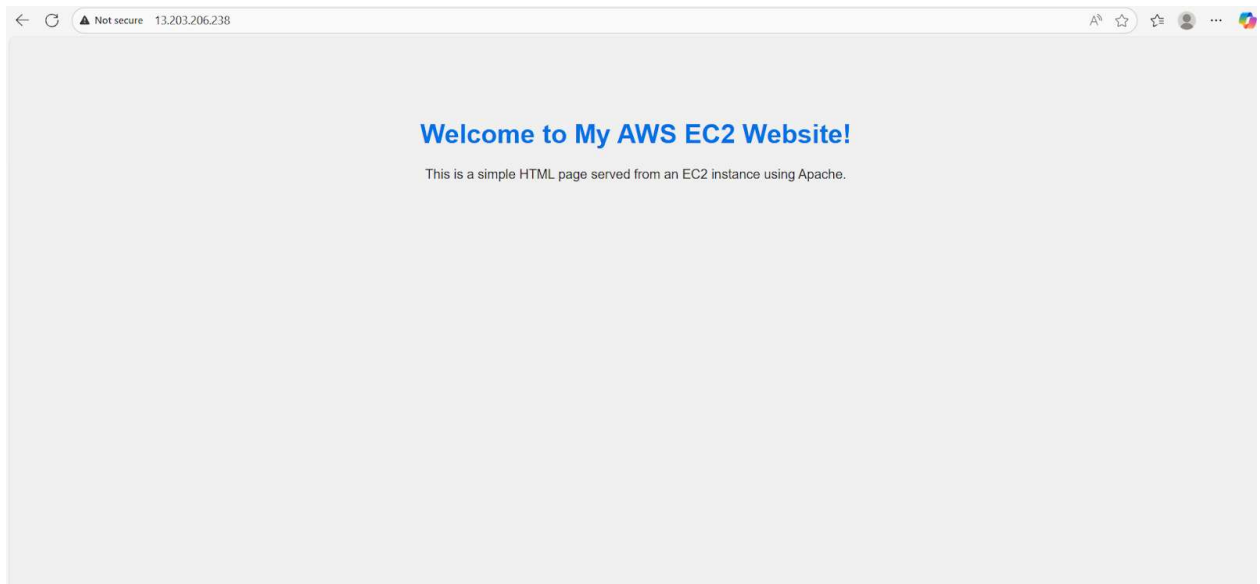 Not secure 13.203.206.238
Welcome to My AWS EC2 Website!
This is a simple HTML page served from an EC2 instance using Apache.